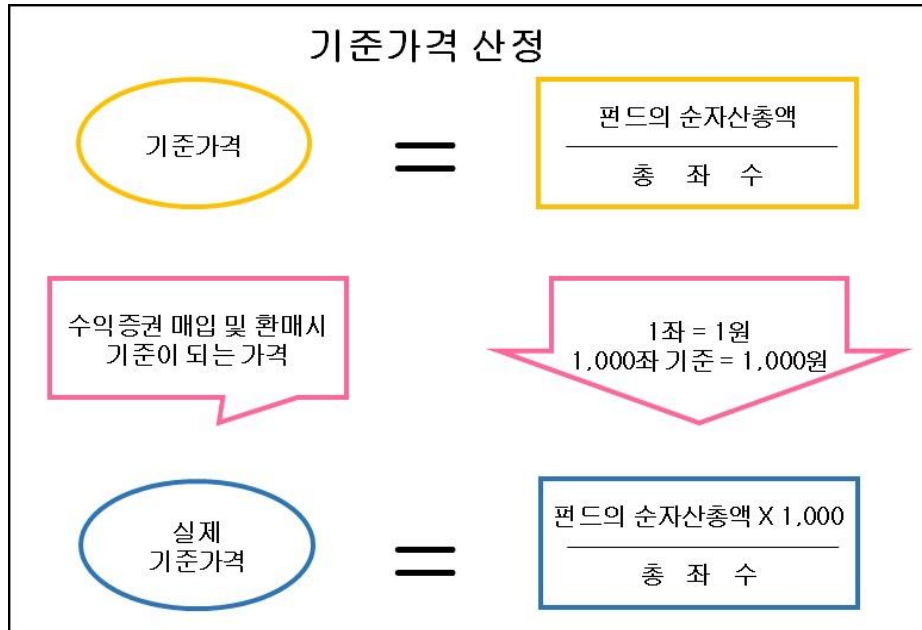 기준가격 산정
기준가격
=
펀드의 순자산총액
총 좌 수
수익증권 매입 및 환매시
기준이 되는 가격
1좌 = 1원
1,000좌 기준 = 1,000원
실제
기준가격
=
펀드의 순자산총액 X 1,000
총 좌 수